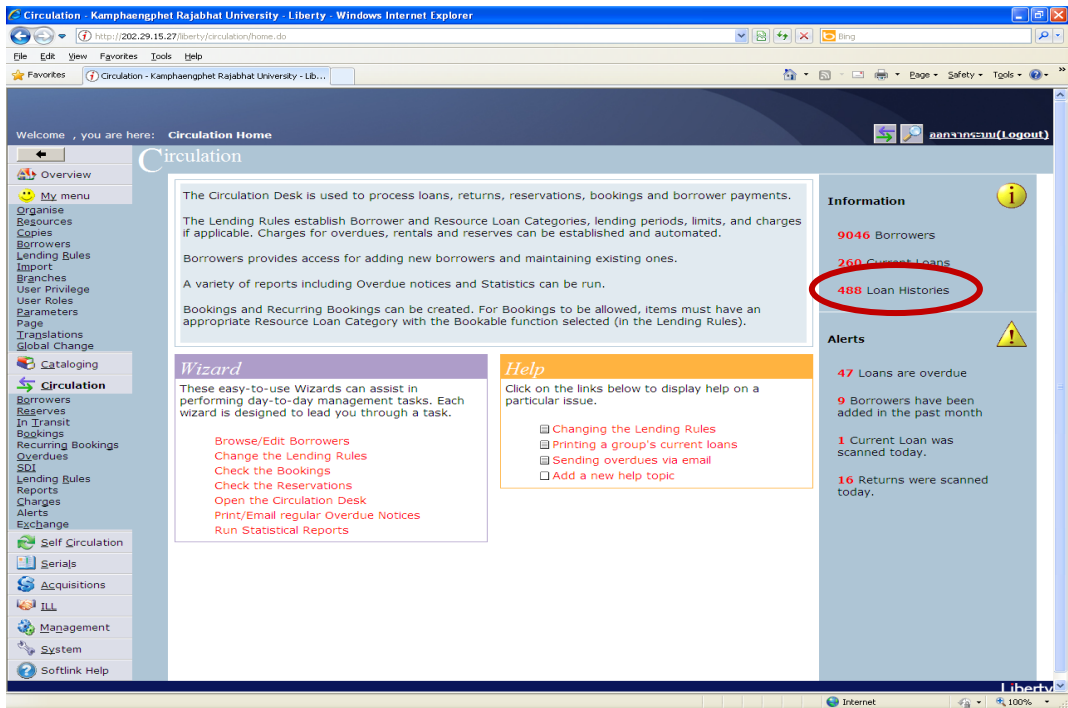 Circulation - Kamphaengphet Rajabhat University - Liberty - Windows Internet Explorer
http://202.29.15.27/liberty/circulation/home.do
Bing
File Edit View Favorites Tools Help
Favorites
Circulation - Kamphaengphet Rajabhat University - Lib...
Page Safety Tools
Welcome , you are here: Circulation Home
ออกจากระบบ(Logout)
Circulation
Overview
My menu
Organise
Resources
Copies
Borrowers
Lending Rules
Import
Branches
User Privilege
User Roles
Parameters
Page
Translations
Global Change
Cataloging
Circulation
Borrowers
Reserves
In Transit
Bookings
Recurring Bookings
Overdues
SDI
Lending Rules
Reports
Charges
Alerts
Exchange
Self Circulation
Serials
Acquisitions
ILL
Management
System
Softlink Help
The Circulation Desk is used to process loans, returns, reservations, bookings and borrower payments.
The Lending Rules establish Borrower and Resource Loan Categories, lending periods, limits, and charges
if applicable. Charges for overdues, rentals and reserves can be established and automated.
Borrowers provides access for adding new borrowers and maintaining existing ones.
A variety of reports including Overdue notices and Statistics can be run.
Bookings and Recurring Bookings can be created. For Bookings to be allowed, items must have an
appropriate Resource Loan Category with the Bookable function selected (in the Lending Rules).
Wizard
These easy-to-use Wizards can assist in
performing day-to-day management tasks. Each
wizard is designed to lead you through a task.
Browse/Edit Borrowers
Change the Lending Rules
Check the Bookings
Check the Reservations
Open the Circulation Desk
Print/Email regular Overdue Notices
Run Statistical Reports
Help
Click on the links below to display help on a
particular issue.
Changing the Lending Rules
Printing a group's current loans
Sending overdues via email
Add a new help topic
Information
9046 Borrowers
260 Current Loans
488 Loan Histories
Alerts
47 Loans are overdue
9 Borrowers have been
added in the past month
1 Current Loan was
scanned today.
16 Returns were scanned
today.
Liberty
Internet
100%